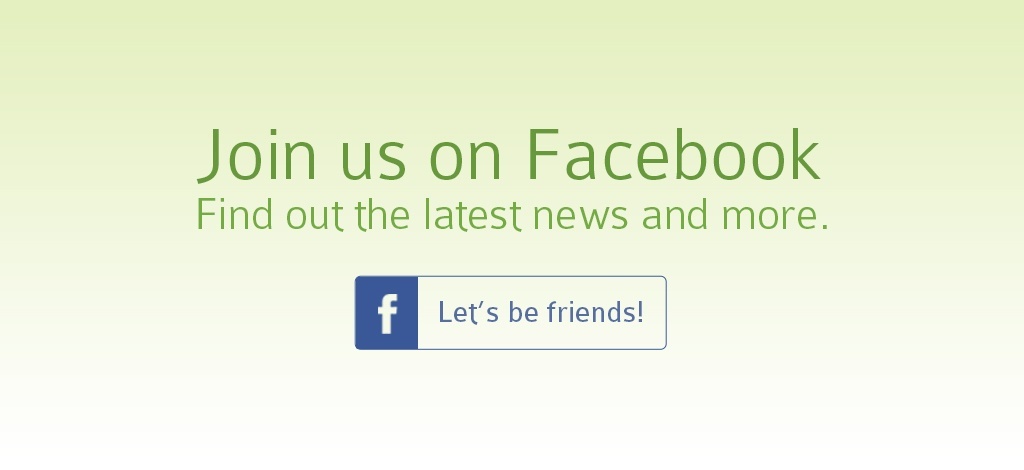 Join us on Facebook
Find out the latest news and more.
f Let's be friends!